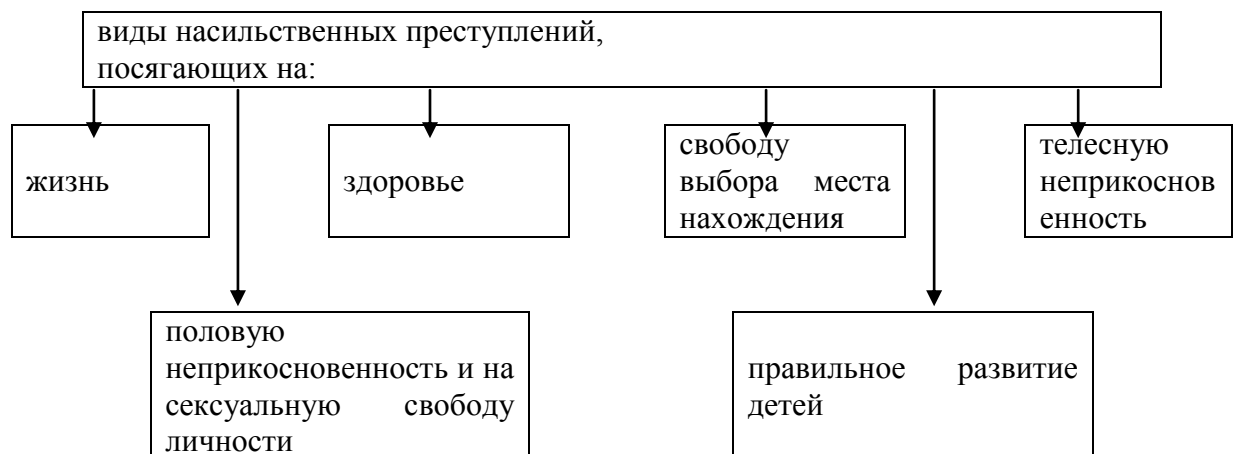 виды насильственных преступлений,
посягающих на:
жизнь
здоровье
свободу
выбора места
нахождения
телесную
неприкоснов
енность
половую
неприкосновенность и на
сексуальную свободу
личности
правильное развитие
детей